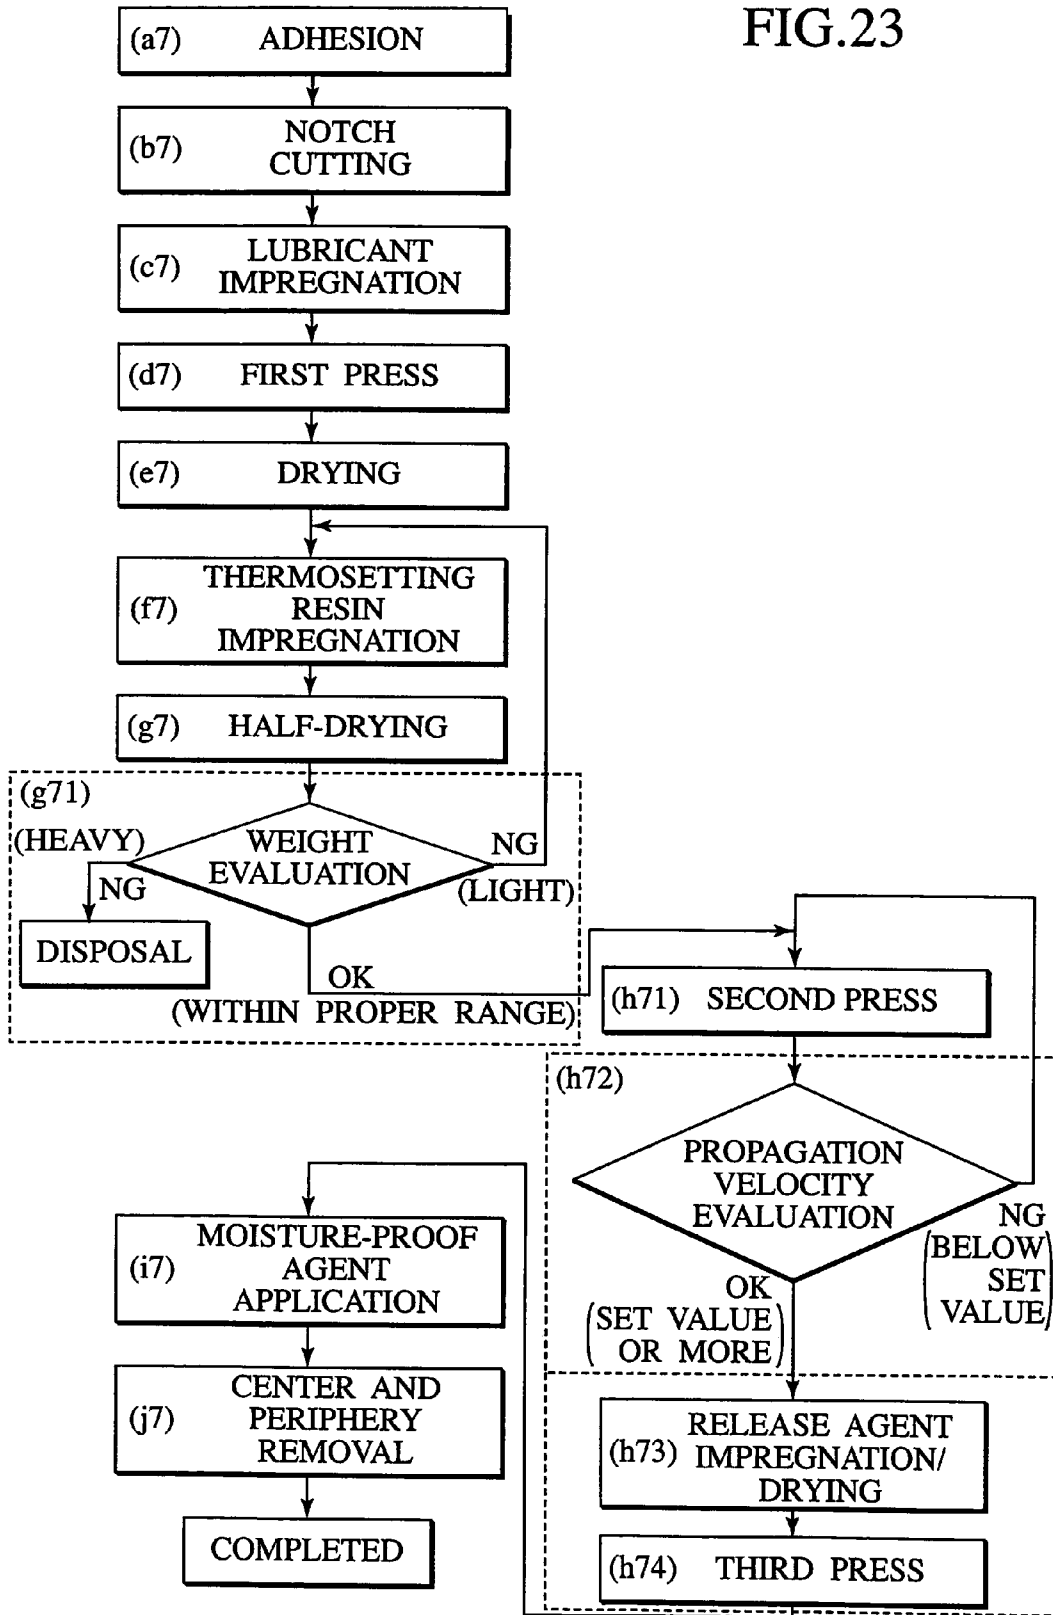 FIG.23
(a7) ADHESION
(b7) NOTCH
CUTTING
(c7) LUBRICANT
IMPREGNATION
(d7) FIRST PRESS
(e7) DRYING
(f7) THERMOSETTING
RESIN
IMPREGNATION
(g7) HALF-DRYING
(g71)
(HEAVY)
NG
WEIGHT
EVALUATION
NG
(LIGHT)
DISPOSAL
OK
(WITHIN PROPER RANGE)
(h71) SECOND PRESS
(h72)
PROPAGATION
VELOCITY
EVALUATION
NG
(BELOW
SET
VALUE)
OK
(SET VALUE
OR MORE)
(h73) RELEASE AGENT
IMPREGNATION/
DRYING
(h74) THIRD PRESS
(i7) MOISTURE-PROOF
AGENT
APPLICATION
(j7) CENTER AND
PERIPHERY
REMOVAL
COMPLETED